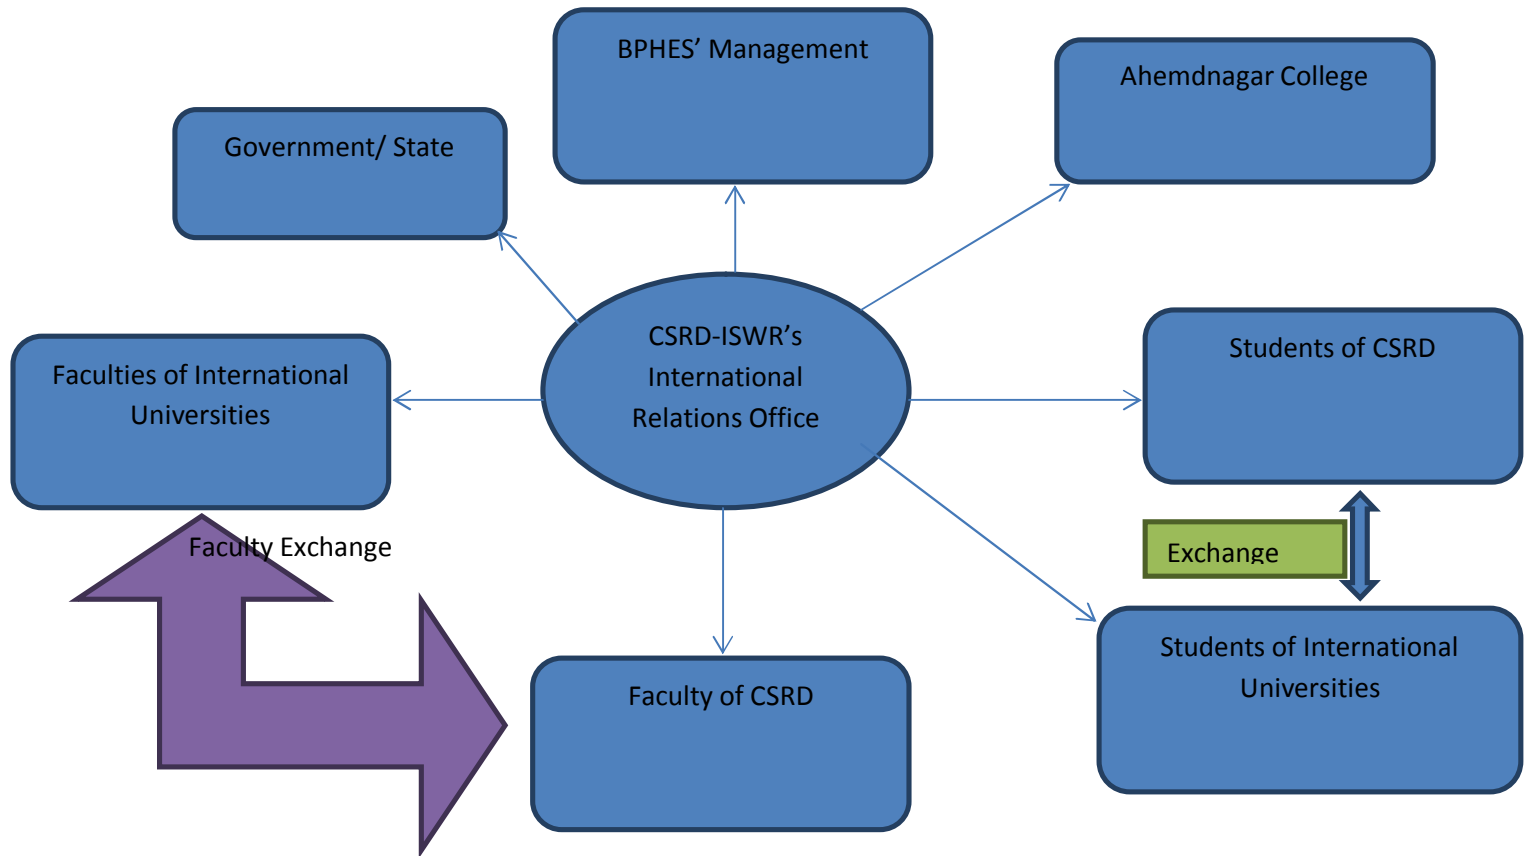 BPHES’ Management
Ahemdnagar College
Government/ State
CSRD-ISWR’s
International
Relations Office
Students of CSRD
Faculties of International
Universities
Faculty Exchange
Exchange
Students of International
Universities
Faculty of CSRD